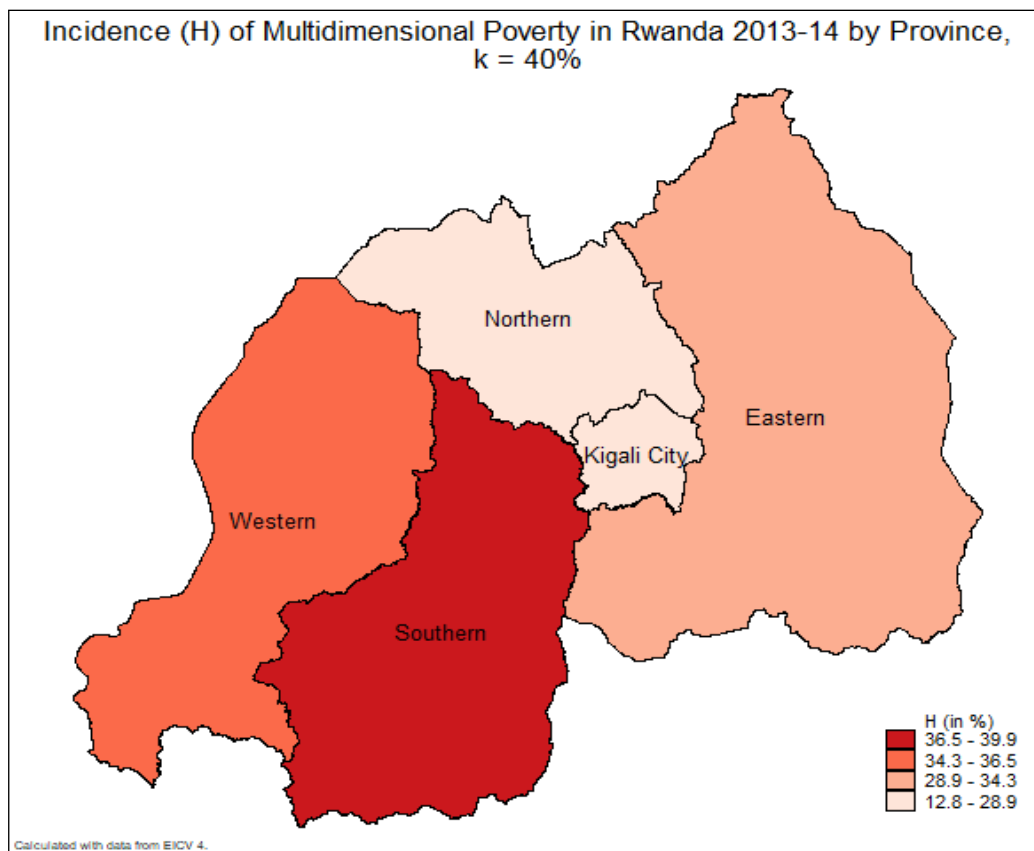 Incidence (H) of Multidimensional Poverty in Rwanda 2013-14 by Province,
k = 40%
Northern
Eastern
Kigali City
Western
Southern
H (in %)
36.5 - 39.9
34.3 - 36.5
28.9 - 34.3
12.8 - 28.9
Calculated with data from EICV 4.